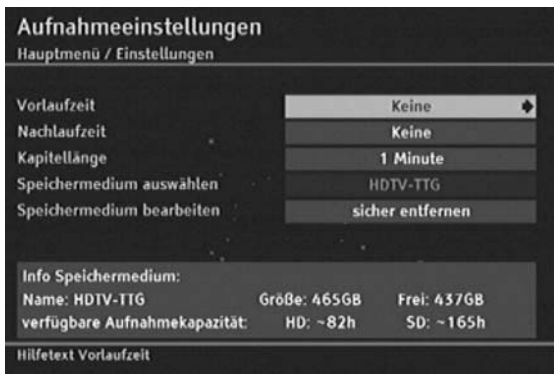 Aufnahmeeinstellungen
Hauptmenü / Einstellungen
Vorlaufzeit Keine
Nachlaufzeit Keine
Kapitellänge 1 Minute
Speichermedium auswählen HDTV-TTG
Speichermedium bearbeiten sicher entfernen
Info Speichermedium:
Name: HDTV-TTG Größe: 465GB Frei: 437GB
verfügbare Aufnahmekapazität: HD: ~82h SD: ~165h
Hilfetext Vorlaufzeit